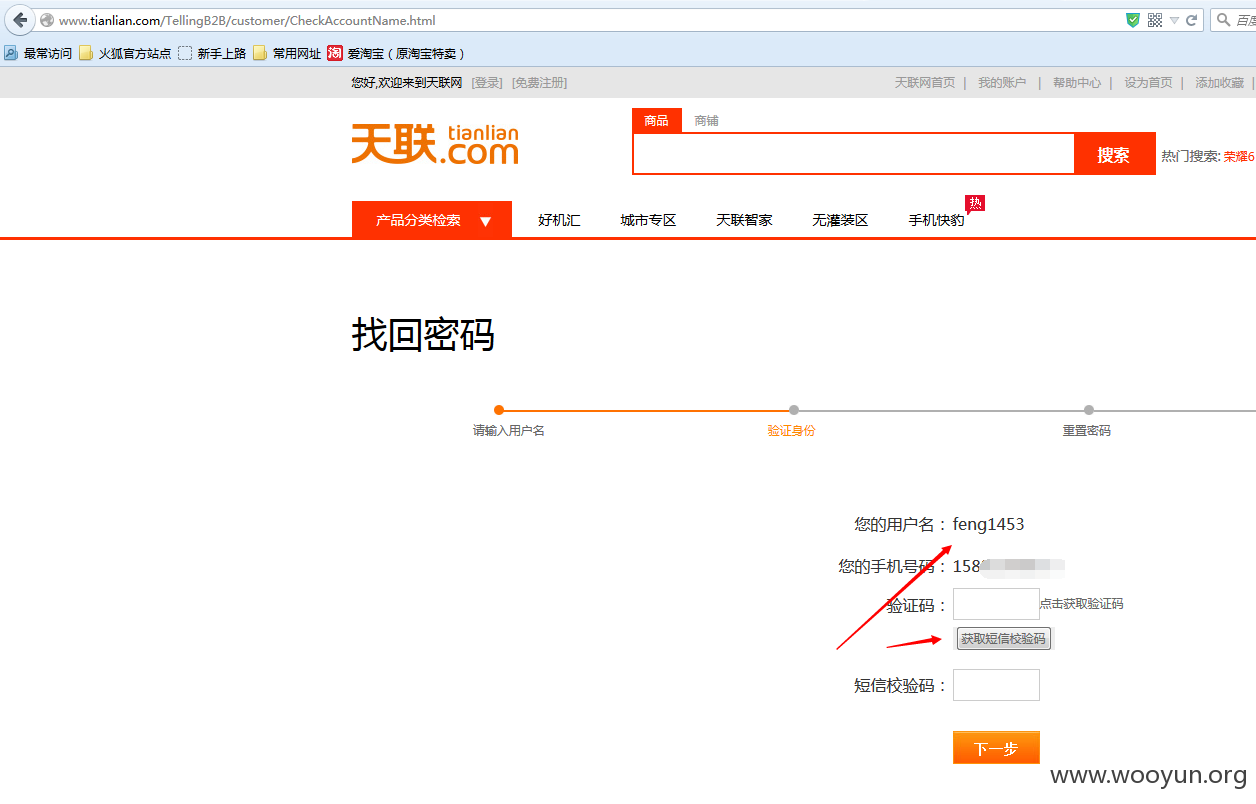 www.tianlian.com/TellingB2B/customer/CheckAccountName.html
最常访问 火狐官方站点 新手上路 常用网址 淘 爱淘宝（原淘宝特卖）
您好,欢迎来到天联网 [登录] [免费注册] 天联网首页 | 我的账户 | 帮助中心 | 设为首页 | 添加收藏 |
商品 商铺
天联 tianlian .com
搜索 热门搜索: 荣耀6
热
产品分类检索 ▼ 好机汇 城市专区 天联智家 无灌装区 手机快豹
找回密码
请输入用户名 验证身份 重置密码
您的用户名： feng1453
您的手机号码： 158
验证码： 点击获取验证码
获取短信校验码
短信校验码：
下一步
www.wooyun.org